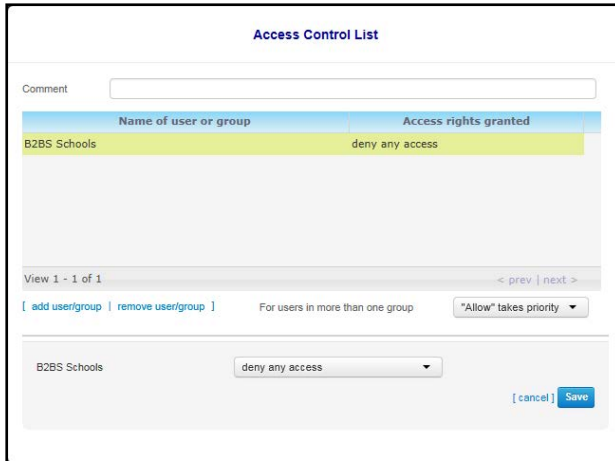 Access Control List
Comment
Name of user or group Access rights granted
B2BS Schools deny any access
View 1 - 1 of 1 < prev | next >
[ add user/group | remove user/group ] For users in more than one group "Allow" takes priority
B2BS Schools deny any access
[ cancel ] Save